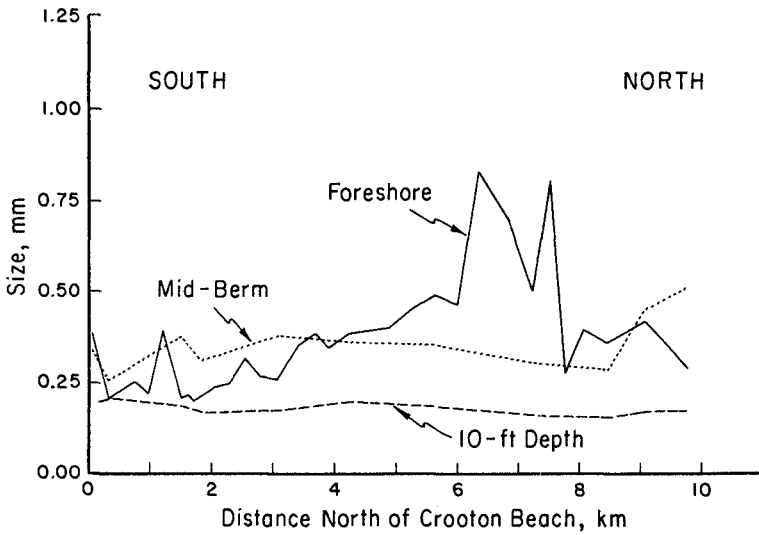 1.25
SOUTH
NORTH
1.00
Foreshore
0.75
Size, mm
Mid-Berm
0.50
0.25
10-ft Depth
0.00
0 2 4 6 8 10
Distance North of Crooton Beach, km